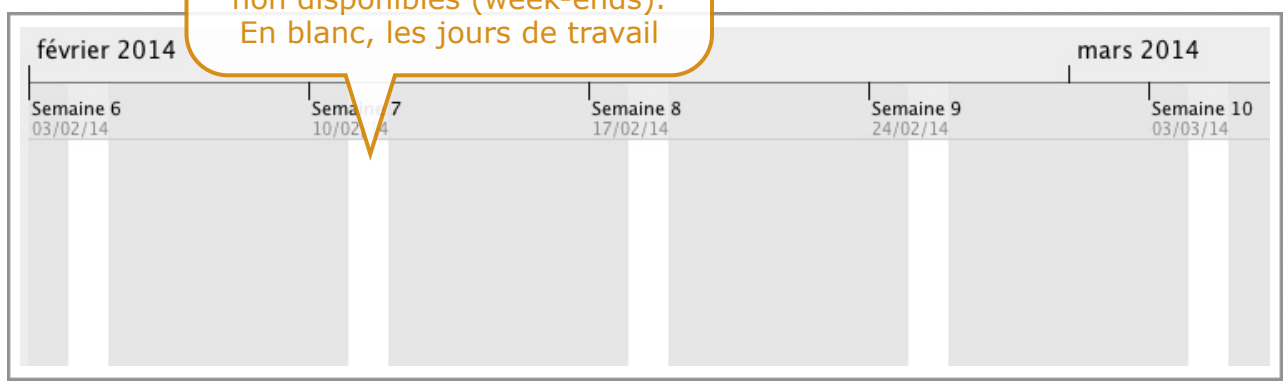 non disponibles (week-ends).
En blanc, les jours de travail
février 2014
mars 2014
Semaine 6
Semaine 7
Semaine 8
Semaine 9
Semaine 10
03/02/14
10/02/14
17/02/14
24/02/14
03/03/14